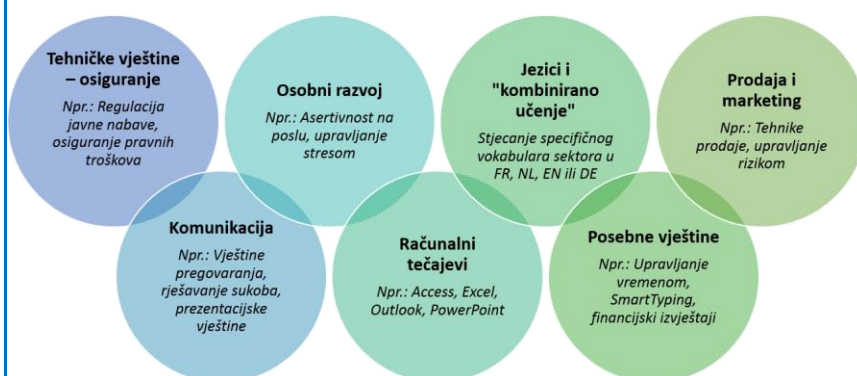 Tehničke vještine
– osiguranje
Npr.: Regulacija
javne nabave,
osiguranje pravnih
troškova
Komunikacija
Npr.: Vještine
pregovaranja,
rješavanje sukoba,
prezentacijske
vještine
Osobni razvoj
Npr.: Asertivnost na
poslu, upravljanje
stresom
Računalni
tečajevi
Npr.: Access, Excel,
Outlook, PowerPoint
Jezici i
"kombinirano
učenje"
Stjecanje specifičnog
vokabulara sektora u
FR, NL, EN ili DE
Posebne vještine
Npr.: Upravljanje
vremenom,
SmartTyping,
financijski izvještaji
Prodaja i
marketing
Npr.: Tehnike
prodaje, upravljanje
rizikom